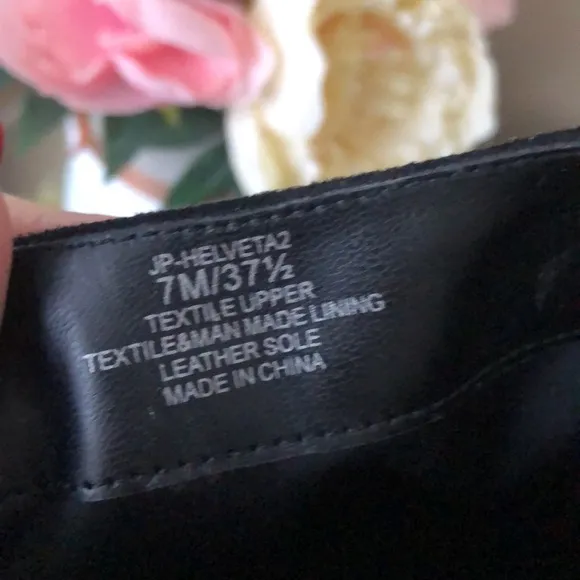 JP-HELVETA2
7M/37½
TEXTILE UPPER
TEXTILE&MAN MADE LINING
LEATHER SOLE
MADE IN CHINA